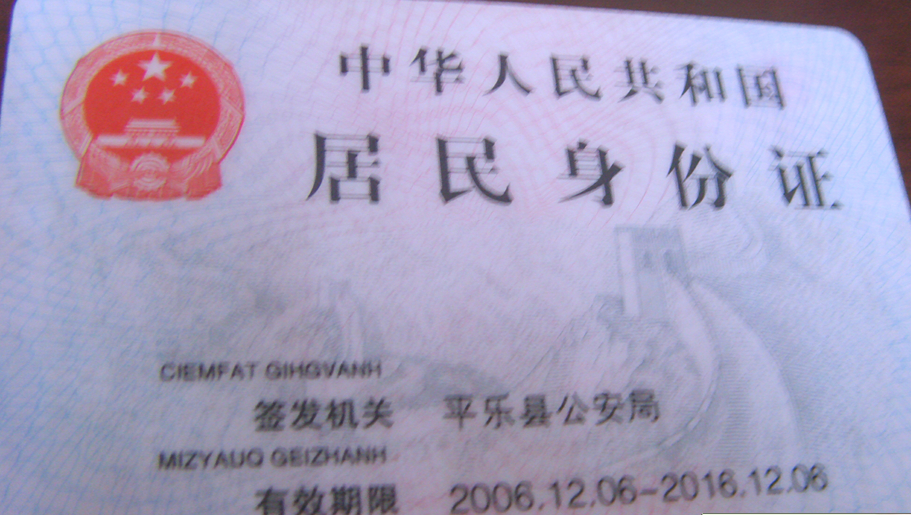 中华人民共和国
居民身份证
CIEMFAT GIHGVANH
签发机关 平乐县公安局
MIZYAUQ GEIZHANH
有效期限 2006.12.06-2016.12.06